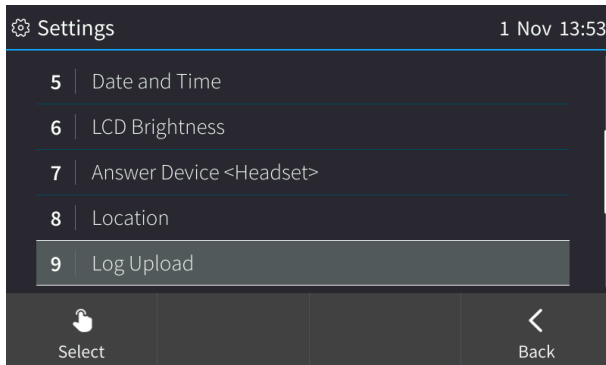 Settings 1 Nov 13:53
5 Date and Time
6 LCD Brightness
7 Answer Device <Headset>
8 Location
9 Log Upload
Select Back